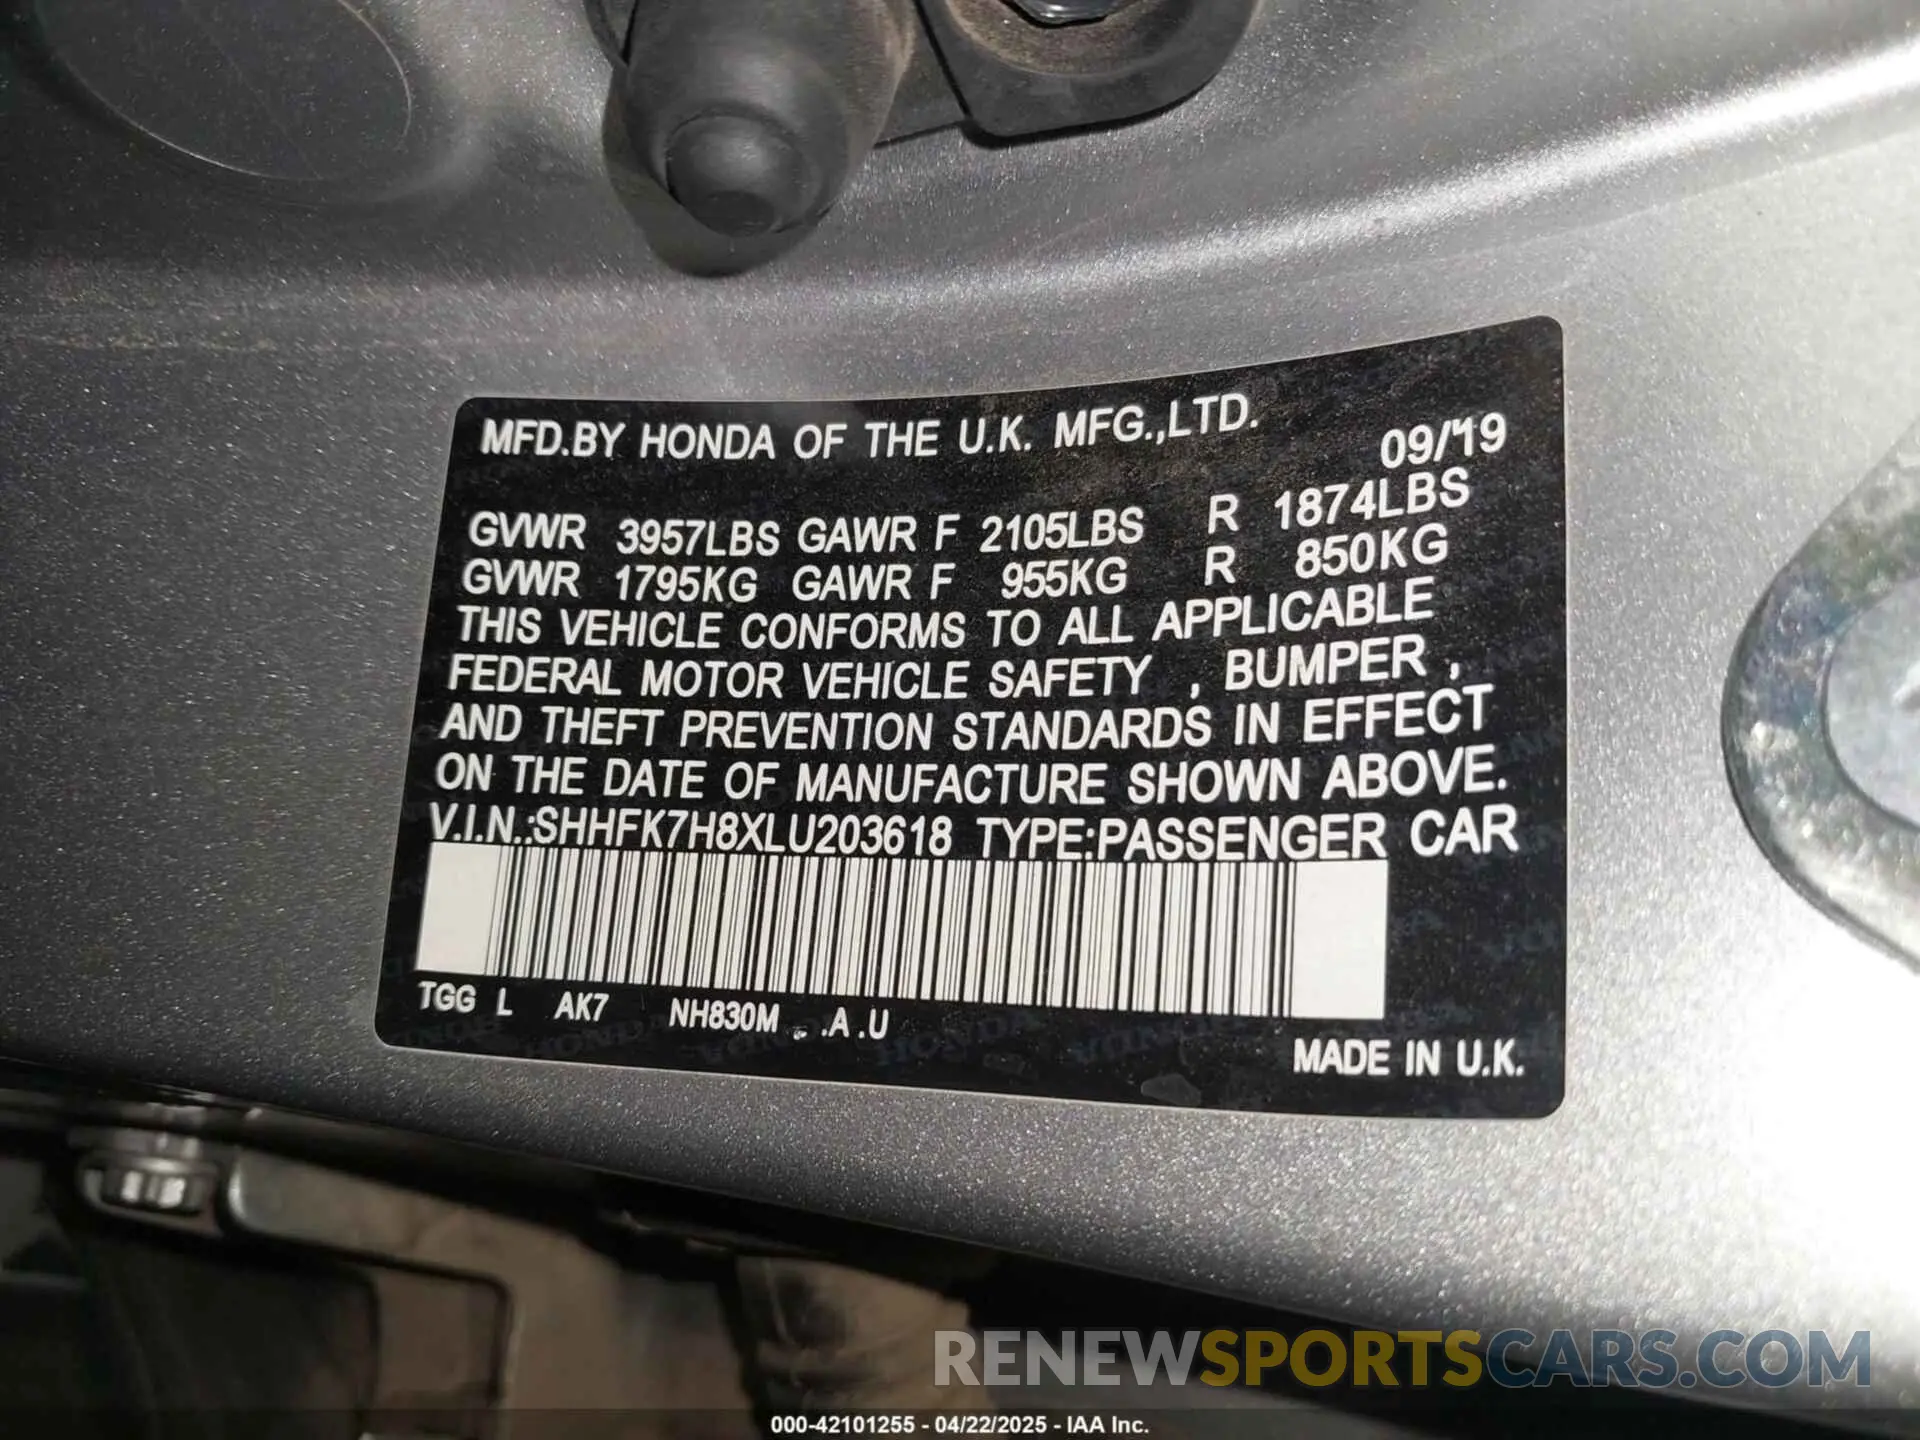 MFD.BY HONDA OF THE U.K. MFG.,LTD. 09/'19
GVWR 3957LBS GAWR F 2105LBS R 1874LBS
GVWR 1795KG GAWR F 955KG R 850KG
THIS VEHICLE CONFORMS TO ALL APPLICABLE
FEDERAL MOTOR VEHICLE SAFETY , BUMPER ,
AND THEFT PREVENTION STANDARDS IN EFFECT
ON THE DATE OF MANUFACTURE SHOWN ABOVE.
V.I.N.:SHHFK7H8XLU203618 TYPE:PASSENGER CAR
TGG L AK7 NH830M .A .U
MADE IN U.K.
RENEWSPORTSCARS.COM
000-42101255 - 04/22/2025 - IAA Inc.